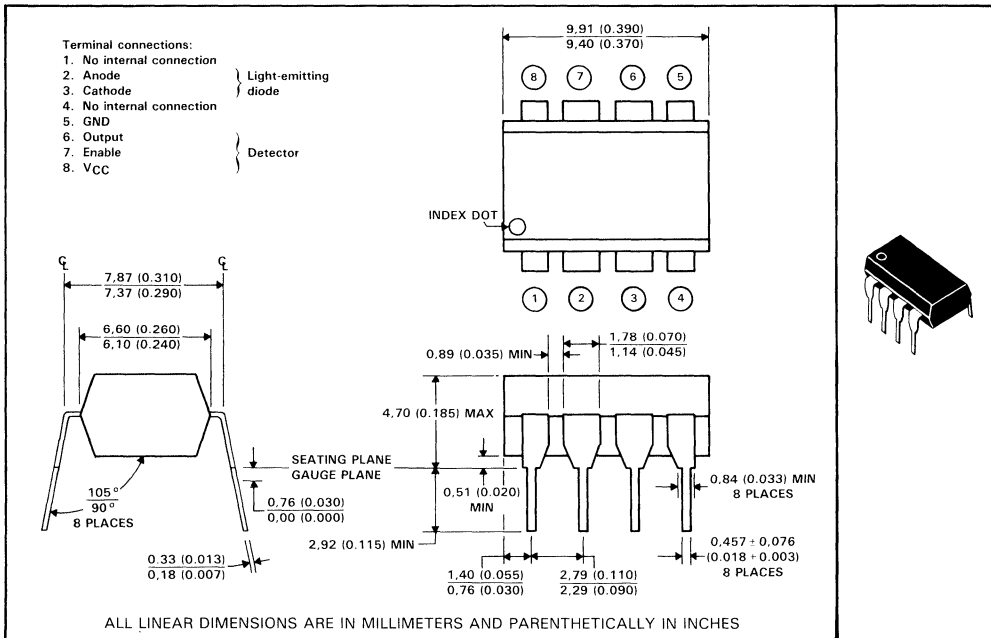 Terminal connections:
1. No internal connection
2. Anode
3. Cathode
Light-emitting
diode
4. No internal connection
5. GND
6. Output
7. Enable
8. VCC
Detector
9,91 (0.390)
9,40 (0.370)
8 7 6 5
INDEX DOT
1 2 3 4
℄ ℄
7,87 (0.310)
7,37 (0.290)
6,60 (0.260)
6,10 (0.240)
105°
90°
8 PLACES
0.33 (0.013)
0,18 (0.007)
SEATING PLANE
GAUGE PLANE
0,76 (0.030)
0,00 (0.000)
0,89 (0.035) MIN
1,78 (0.070)
1,14 (0.045)
4,70 (0.185) MAX
0,51 (0.020)
MIN
2,92 (0.115) MIN
0,84 (0.033) MIN
8 PLACES
0,457 ± 0,076
(0.018 + 0.003)
8 PLACES
1,40 (0.055)
0,76 (0.030)
2,79 (0.110)
2,29 (0.090)
ALL LINEAR DIMENSIONS ARE IN MILLIMETERS AND PARENTHETICALLY IN INCHES